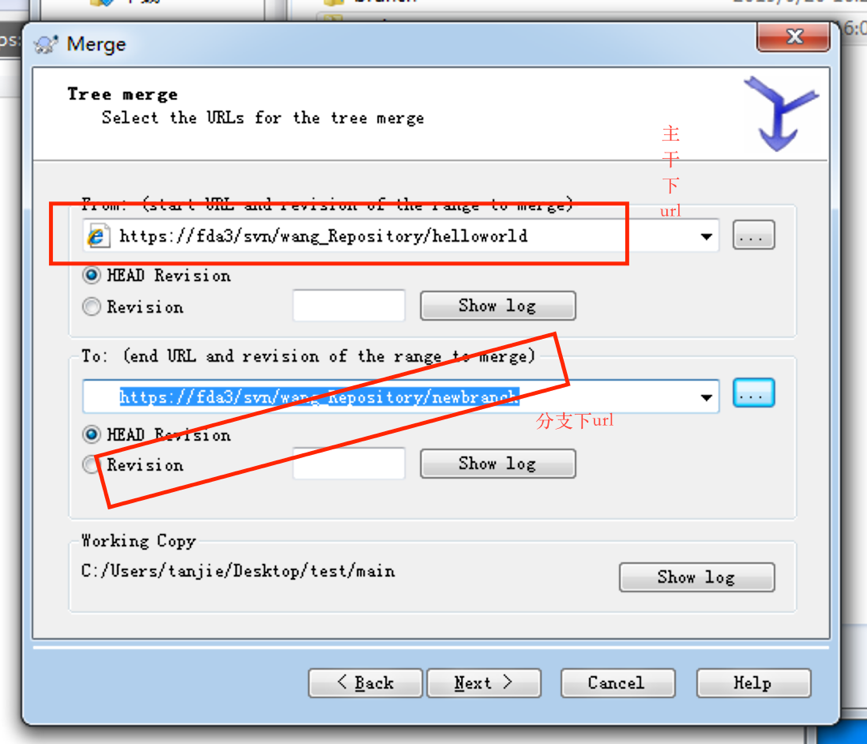 Merge
Tree merge
Select the URLs for the tree merge
主
干
下
url
From: (start URL and revision of the range to merge)
https://fda3/svn/wang_Repository/helloworld
...
HEAD Revision
Revision
Show log
To: (end URL and revision of the range to merge)
https://fda3/svn/wang_Repository/newbranch
...
分支下url
HEAD Revision
Revision
Show log
Working Copy
C:/Users/tanjie/Desktop/test/main
Show log
< Back
Next >
Cancel
Help